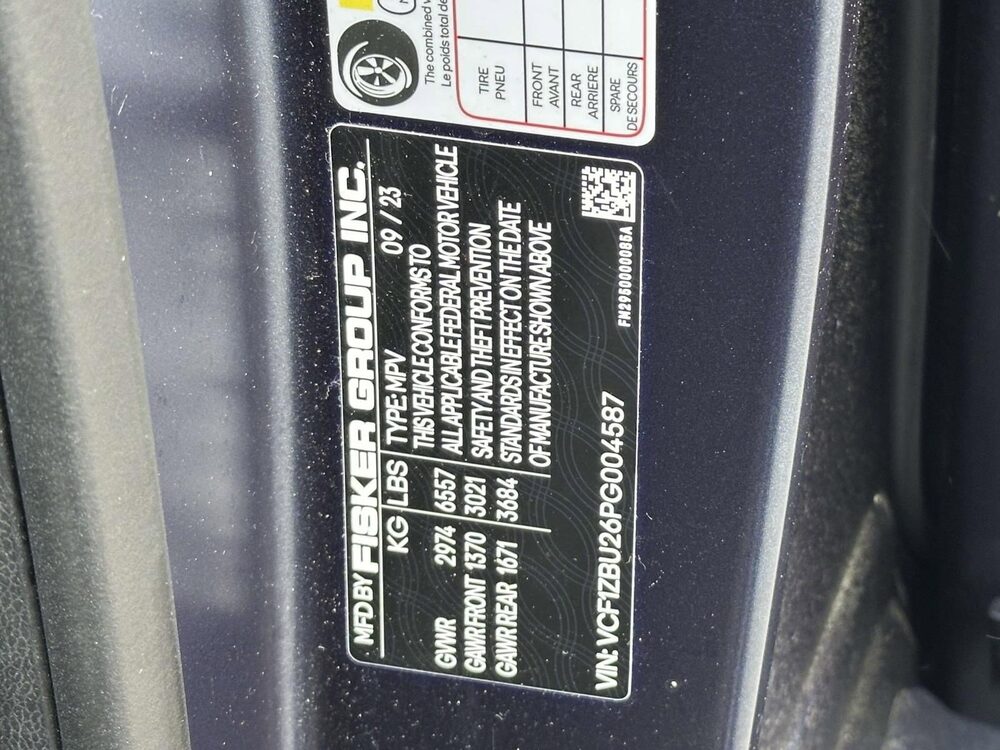 MFD BY FISKER GROUP INC.
KG LBS TYPE: MPV 09 / 23
GVWR 2974 6557
GAWR FRONT 1370 3021
GAWR REAR 1671 3684
THIS VEHICLE CONFORMS TO
ALL APPLICABLE FEDERAL MOTOR VEHICLE
SAFETY AND THEFT PREVENTION
STANDARDS IN EFFECT ON THE DATE
OF MANUFACTURE SHOWN ABOVE
VIN: VCF1ZBU26PG004587
FM29500000085A
The combined
Le poids total
TIRE
PNEU
FRONT
AVANT
REAR
ARRIERE
SPARE
DE SECOURS